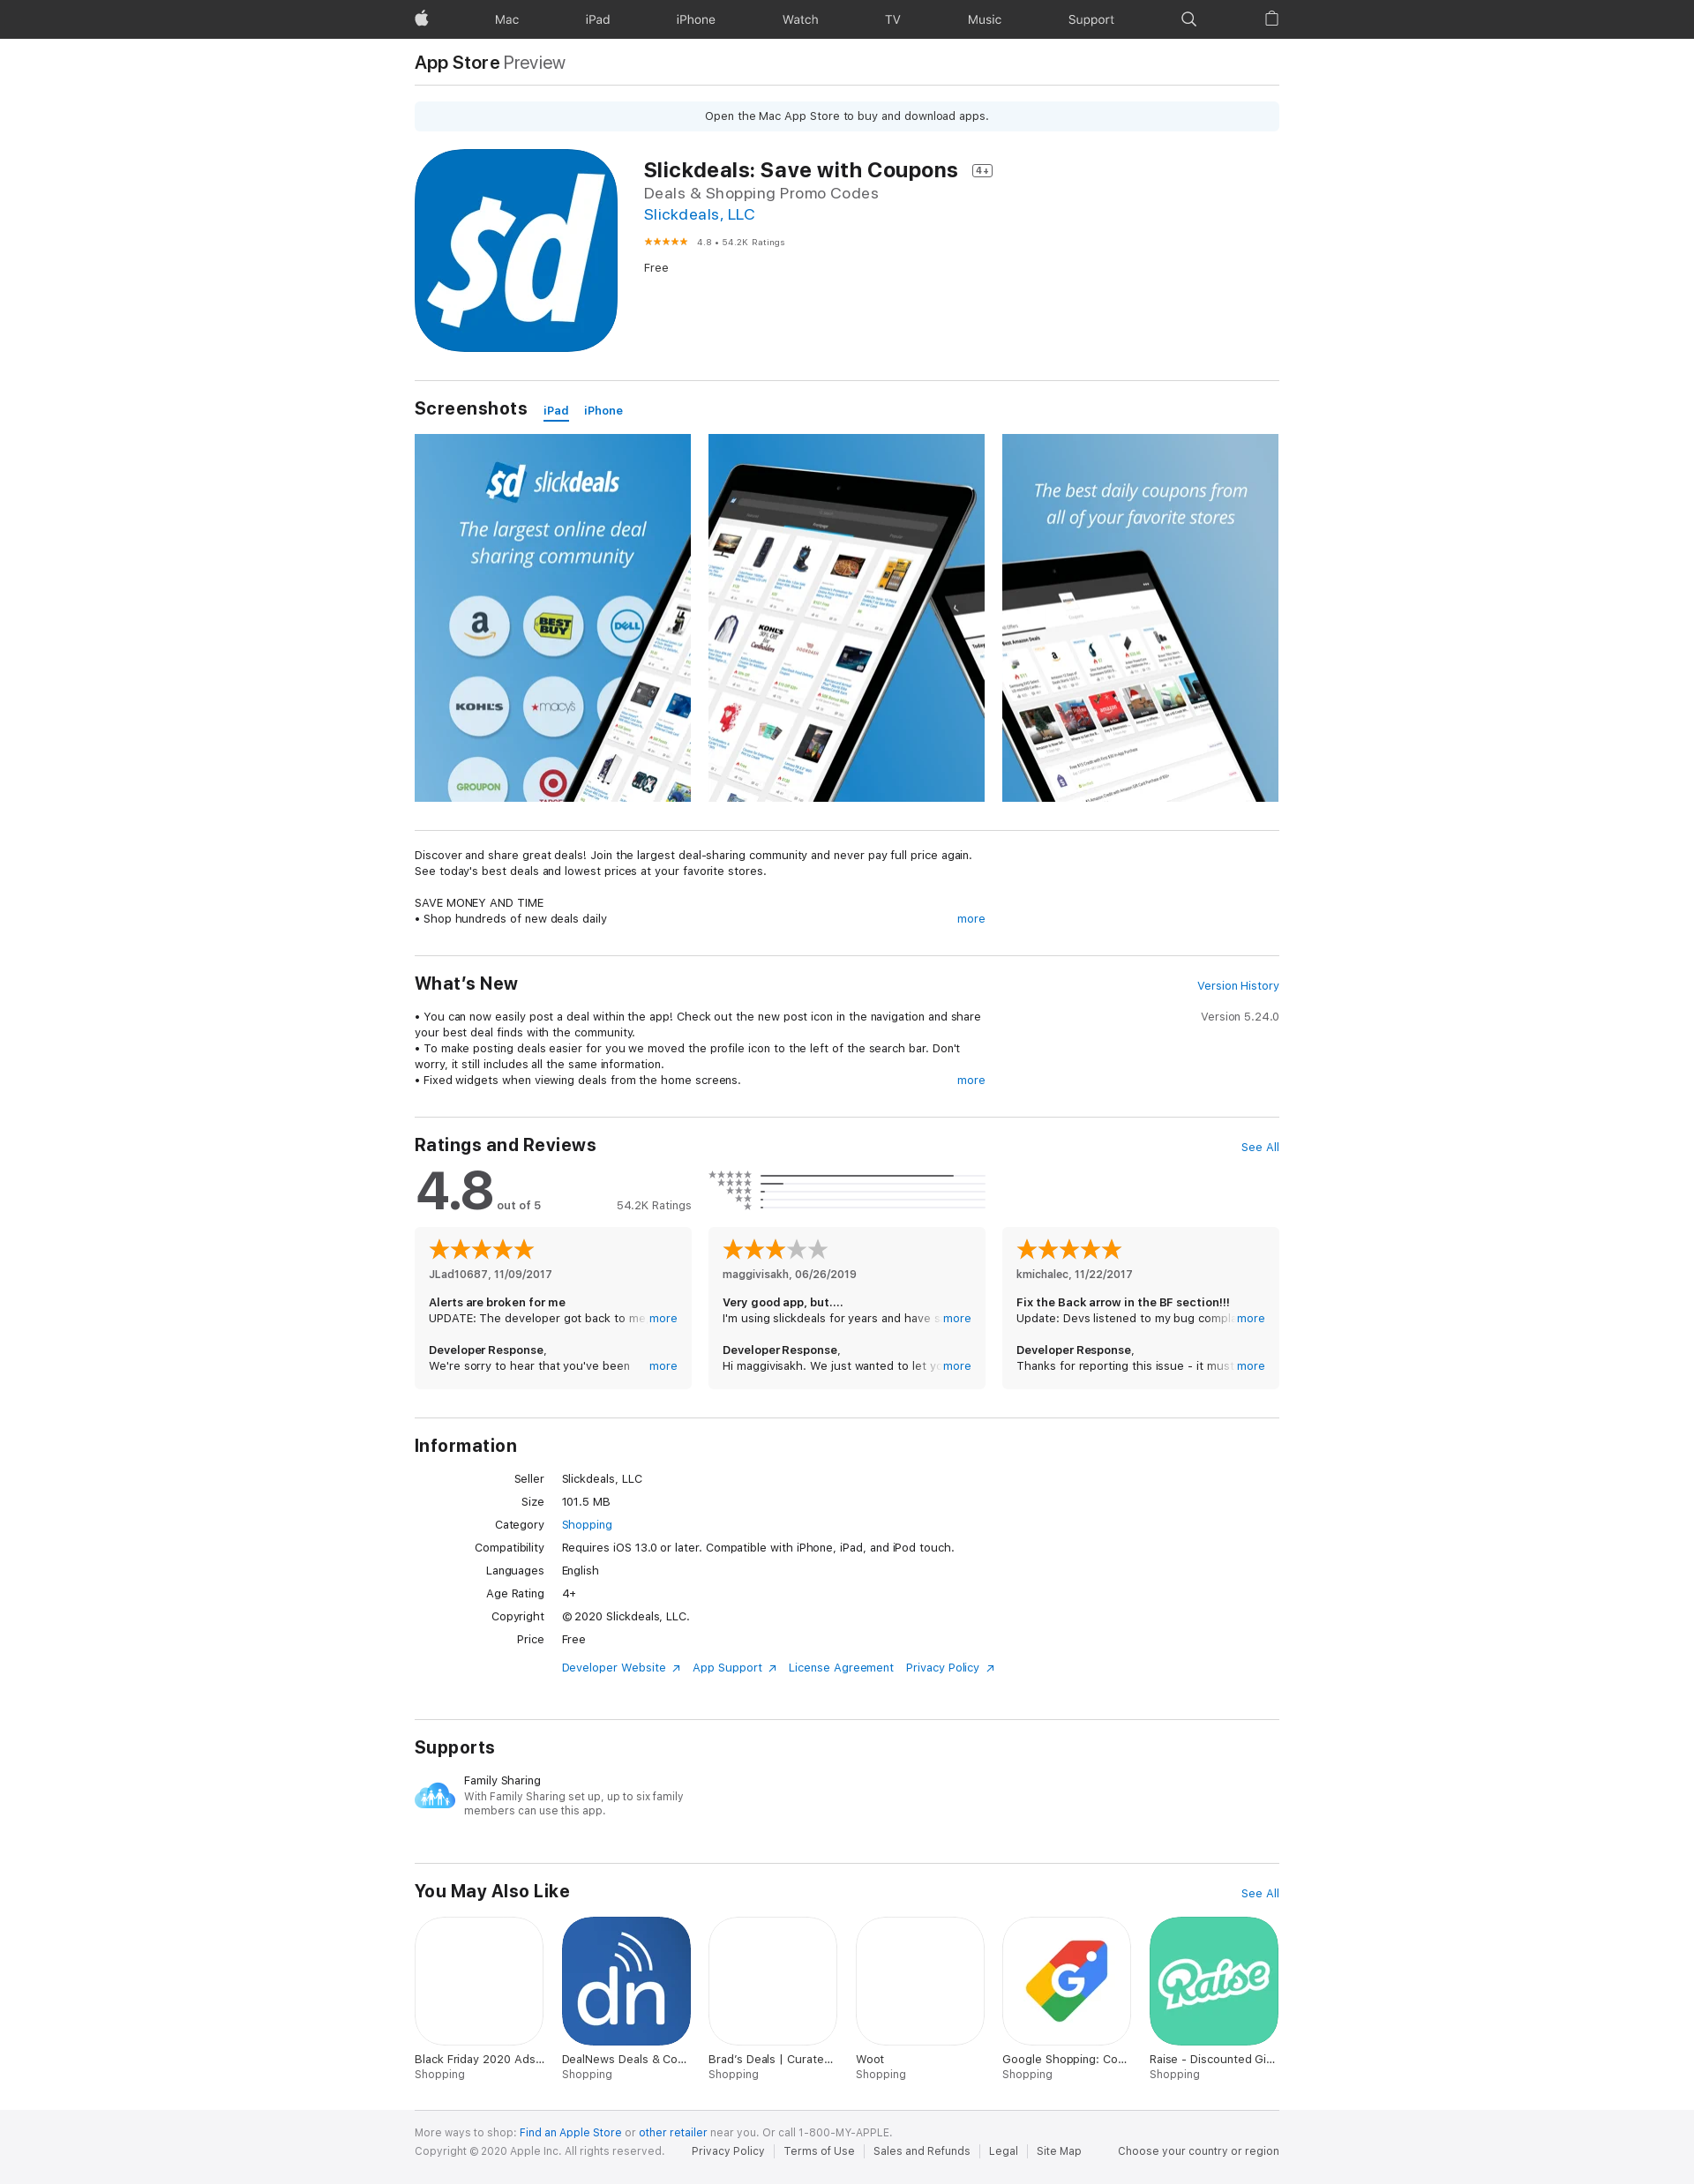 Mac iPad iPhone Watch TV Music Support
App Store Preview
Open the Mac App Store to buy and download apps.
$d
Slickdeals: Save with Coupons 4+
Deals & Shopping Promo Codes
Slickdeals, LLC
★★★★★ 4.8 • 54.2K Ratings
Free
Screenshots iPad iPhone
$d slickdeals
The largest online deal
sharing community
a
BEST BUY
DELL
KOHL'S
★macy's
GROUPON
KOHL'S
30% Off
for
Cardholders
The best daily coupons from
all of your favorite stores
Discover and share great deals! Join the largest deal-sharing community and never pay full price again.
See today's best deals and lowest prices at your favorite stores.
SAVE MONEY AND TIME
• Shop hundreds of new deals daily more
What's New Version History
• You can now easily post a deal within the app! Check out the new post icon in the navigation and share Version 5.24.0
your best deal finds with the community.
• To make posting deals easier for you we moved the profile icon to the left of the search bar. Don't
worry, it still includes all the same information.
• Fixed widgets when viewing deals from the home screens. more
Ratings and Reviews See All
4.8 out of 5 54.2K Ratings
JLad10687, 11/09/2017
Alerts are broken for me
UPDATE: The developer got back to me more
Developer Response,
We're sorry to hear that you've been more
maggivisakh, 06/26/2019
Very good app, but....
I'm using slickdeals for years and have s more
Developer Response,
Hi maggivisakh. We just wanted to let yo more
kmichalec, 11/22/2017
Fix the Back arrow in the BF section!!!
Update: Devs listened to my bug compla more
Developer Response,
Thanks for reporting this issue - it must more
Information
Seller Slickdeals, LLC
Size 101.5 MB
Category Shopping
Compatibility Requires iOS 13.0 or later. Compatible with iPhone, iPad, and iPod touch.
Languages English
Age Rating 4+
Copyright © 2020 Slickdeals, LLC.
Price Free
Developer Website App Support License Agreement Privacy Policy
Supports
Family Sharing
With Family Sharing set up, up to six family
members can use this app.
You May Also Like See All
dn
G
Raise
Black Friday 2020 Ads... DealNews Deals & Co... Brad's Deals | Curate... Woot Google Shopping: Co... Raise - Discounted Gi...
Shopping Shopping Shopping Shopping Shopping Shopping
More ways to shop: Find an Apple Store or other retailer near you. Or call 1-800-MY-APPLE.
Copyright © 2020 Apple Inc. All rights reserved. Privacy Policy Terms of Use Sales and Refunds Legal Site Map Choose your country or region